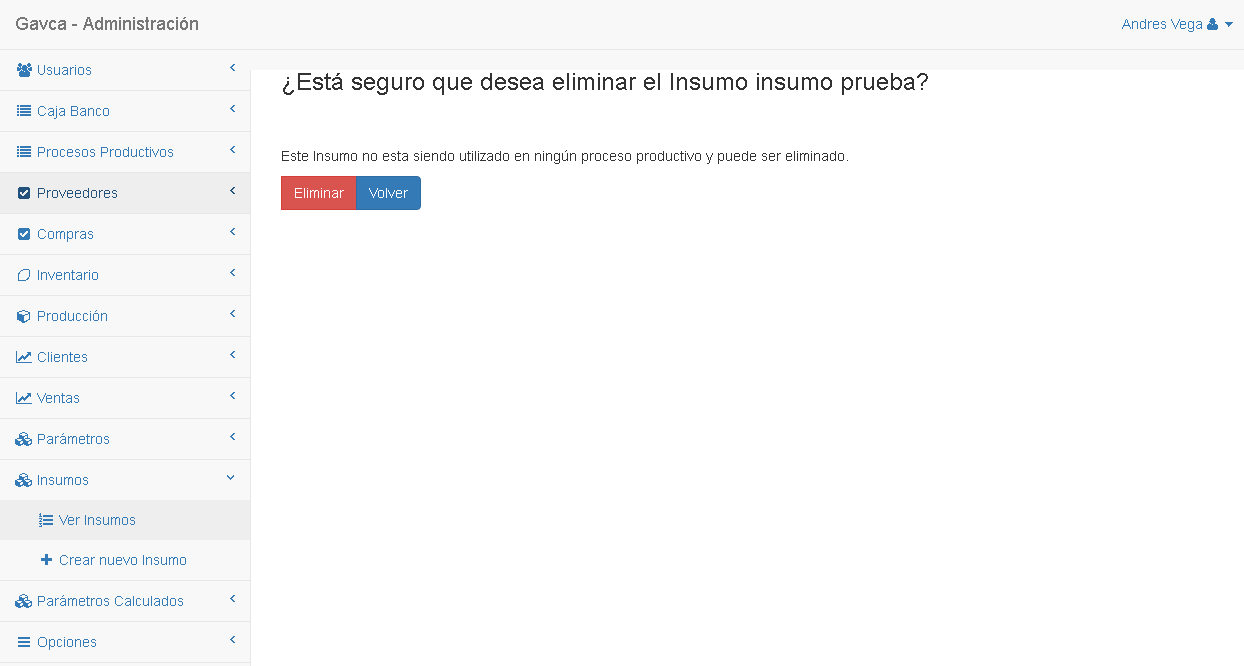 Gavca - Administración
Andres Vega
Usuarios
Caja Banco
Procesos Productivos
Proveedores
Compras
Inventario
Producción
Clientes
Ventas
Parámetros
Insumos
Ver Insumos
Crear nuevo Insumo
Parámetros Calculados
Opciones
¿Está seguro que desea eliminar el Insumo insumo prueba?
Este Insumo no esta siendo utilizado en ningún proceso productivo y puede ser eliminado.
Eliminar Volver